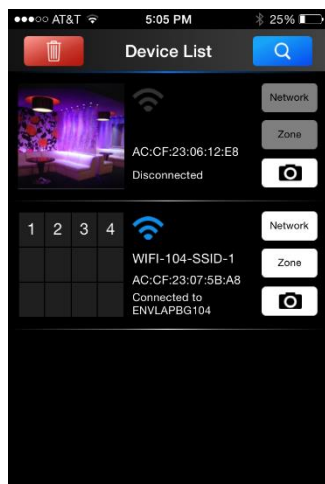 ●●●○○ AT&T 5:05 PM 25%
Device List
Network
Zone
AC:CF:23:06:12:E8
Disconnected
1 2 3 4
Network
WIFI-104-SSID-1
Zone
AC:CF:23:07:5B:A8
Connected to
ENVLAPBG104